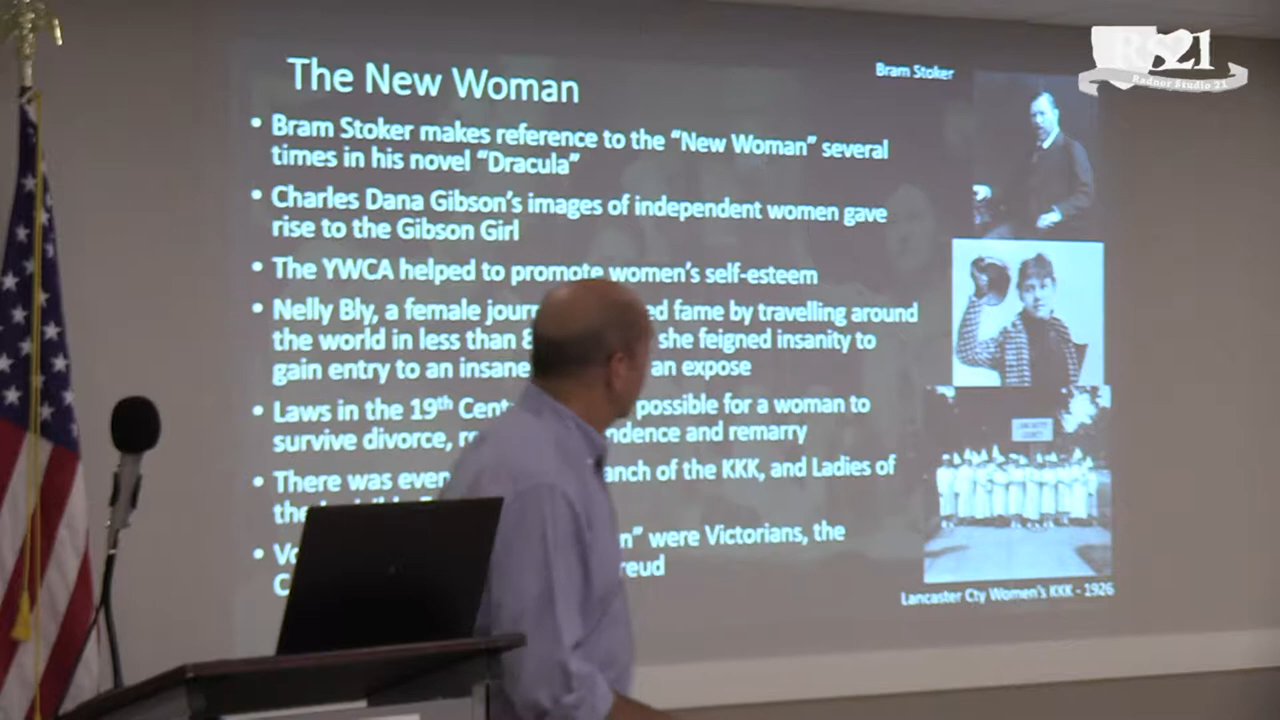 RS21
Radnor Studio 21
The New Woman
Bram Stoker
• Bram Stoker makes reference to the “New Woman” several
times in his novel “Dracula”
• Charles Dana Gibson’s images of independent women gave
rise to the Gibson Girl
• The YWCA helped to promote women’s self-esteem
• Nelly Bly, a female jour ed fame by travelling around
the world in less than she feigned insanity to
gain entry to an insane an expose
• Laws in the 19th Cent possible for a woman to
survive divorce, ndence and remarry
• There was even anch of the KKK, and Ladies of
the
• were Victorians, the
Lancaster Cty Women's KKK - 1926